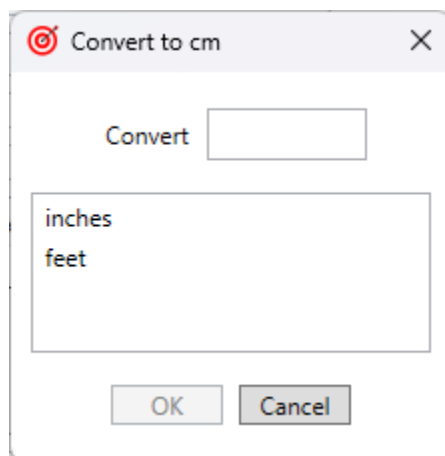 Convert to cm
Convert
inches
feet
OK Cancel